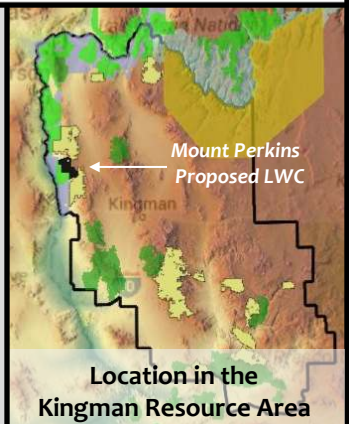 Mount Perkins
Proposed LWC
Kingman
Location in the
Kingman Resource Area